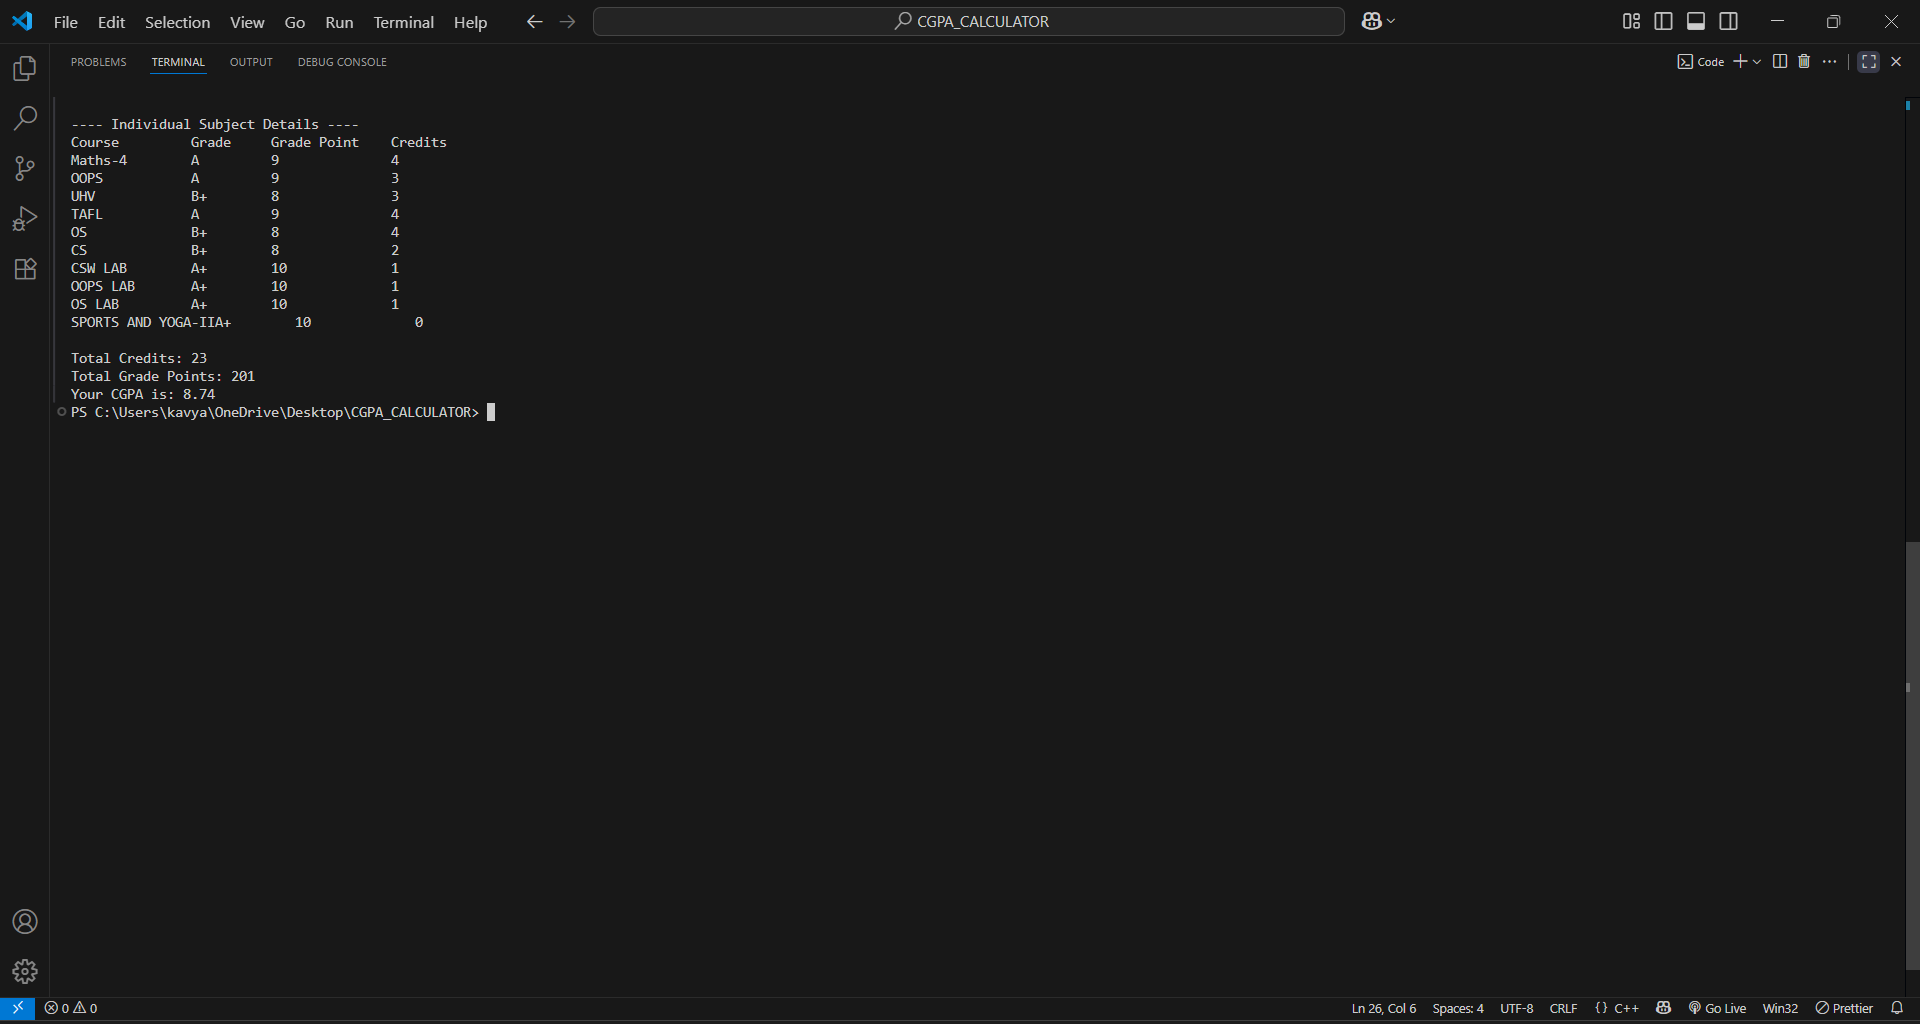 File Edit Selection View Go Run Terminal Help CGPA_CALCULATOR
PROBLEMS TERMINAL OUTPUT DEBUG CONSOLE Code
---- Individual Subject Details ----
Course Grade Grade Point Credits
Maths-4 A 9 4
OOPS A 9 3
UHV B+ 8 3
TAFL A 9 4
OS B+ 8 4
CS B+ 8 2
CSW LAB A+ 10 1
OOPS LAB A+ 10 1
OS LAB A+ 10 1
SPORTS AND YOGA-IIA+ 10 0
Total Credits: 23
Total Grade Points: 201
Your CGPA is: 8.74
PS C:\Users\kavya\OneDrive\Desktop\CGPA_CALCULATOR>
0 0 Ln 26, Col 6 Spaces: 4 UTF-8 CRLF {} C++ Go Live Win32 Prettier